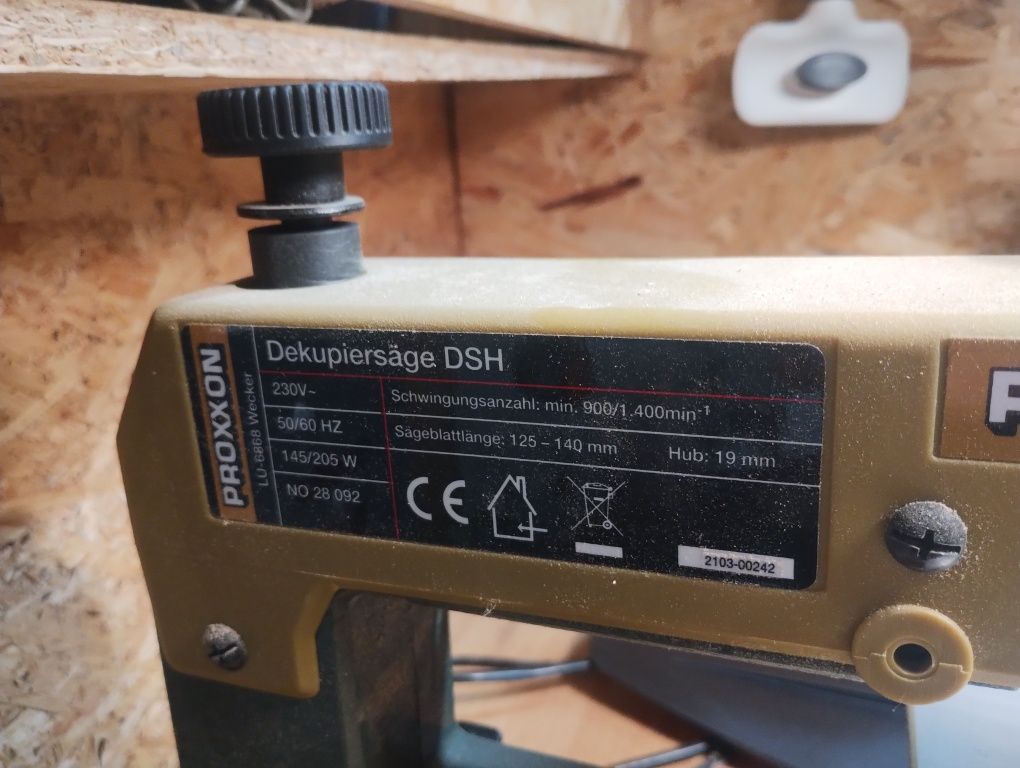 PROXXON
LU-6868 Wecker
Dekupiersäge DSH
230V~
50/60 HZ
145/205 W
NO 28 092
Schwingungsanzahl: min. 900/1.400min⁻¹
Sägeblattlänge: 125 – 140 mm Hub: 19 mm
CE
2103-00242